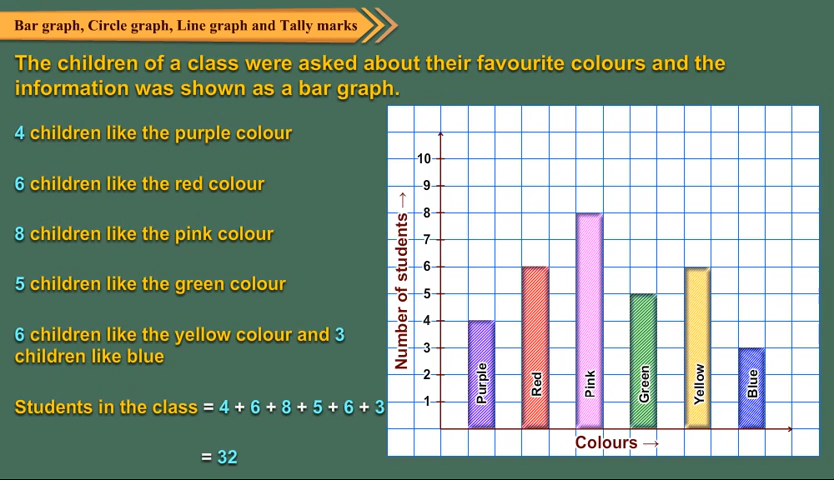 Bar graph, Circle graph, Line graph and Tally marks
The children of a class were asked about their favourite colours and the
information was shown as a bar graph.
4 children like the purple colour
6 children like the red colour
8 children like the pink colour
5 children like the green colour
6 children like the yellow colour and 3
children like blue
Students in the class = 4 + 6 + 8 + 5 + 6 + 3
= 32
Number of students →
10
9
8
7
6
5
4
3
2
1
Purple
Red
Pink
Green
Yellow
Blue
Colours →